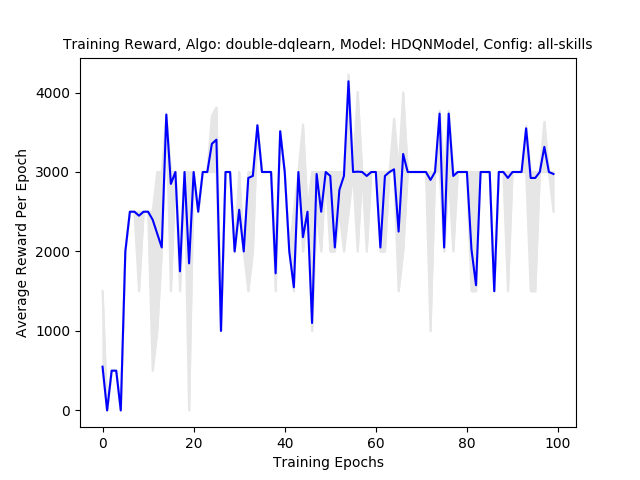 Training Reward, Algo: double-dqlearn, Model: HDQNModel, Config: all-skills
Average Reward Per Epoch
4000
3000
2000
1000
0
0 20 40 60 80 100
Training Epochs